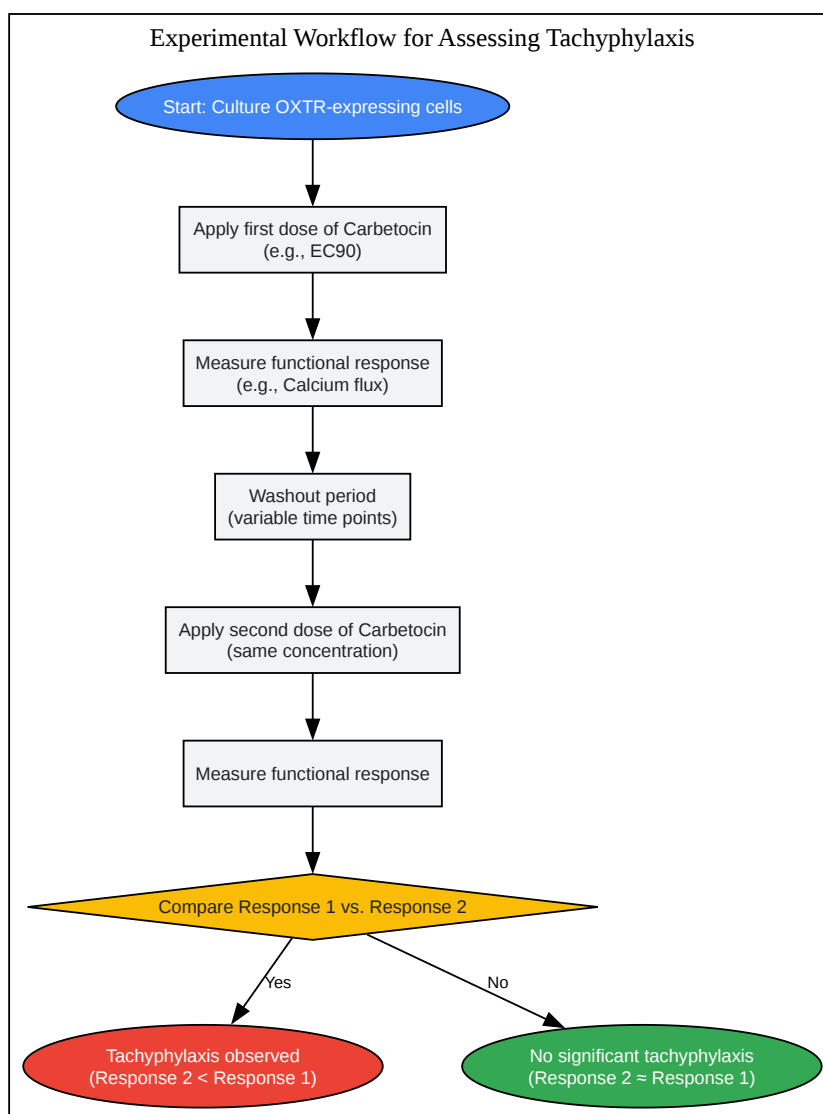 Experimental Workflow for Assessing Tachyphylaxis
Start: Culture OXTR-expressing cells
Apply first dose of Carbetocin
(e.g., EC90)
Measure functional response
(e.g., Calcium flux)
Washout period
(variable time points)
Apply second dose of Carbetocin
(same concentration)
Measure functional response
Compare Response 1 vs. Response 2
Yes
No
Tachyphylaxis observed
(Response 2 < Response 1)
No significant tachyphylaxis
(Response 2 ≈ Response 1)